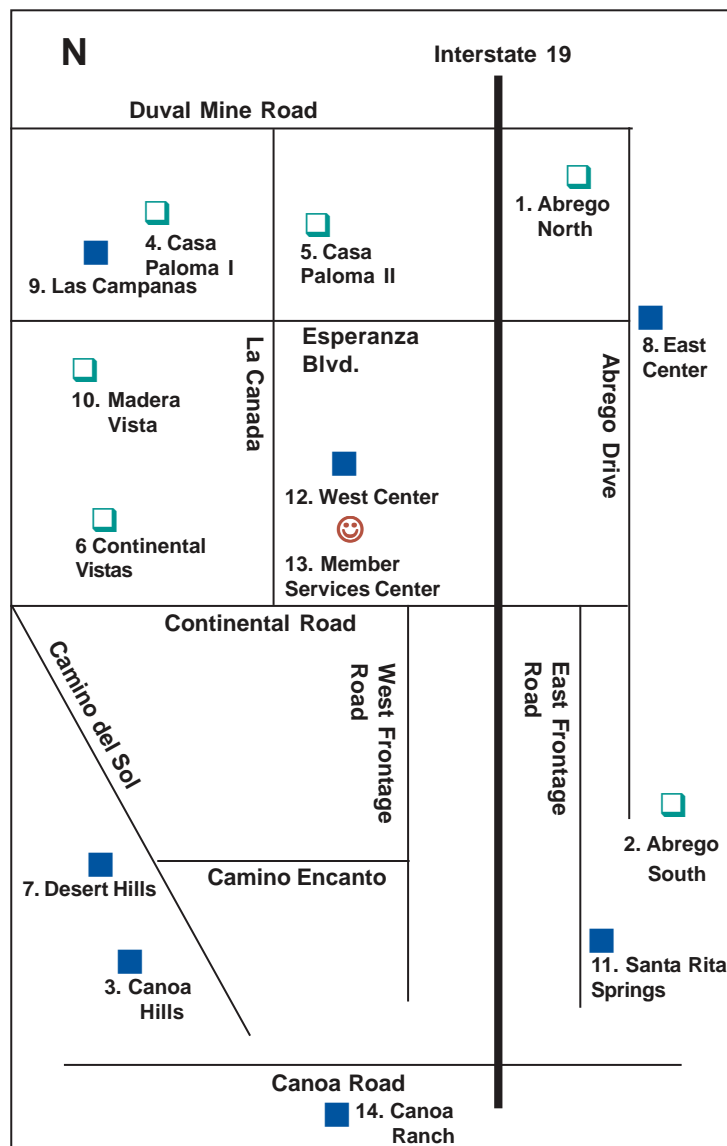 N
Interstate 19
Duval Mine Road
1. Abrego
North
4. Casa
Paloma I
5. Casa
Paloma II
9. Las Campanas
Esperanza
Blvd.
La Canada
8. East
Center
Abrego Drive
10. Madera
Vista
12. West Center
6 Continental
Vistas
13. Member
Services Center
Continental Road
Camino del Sol
West Frontage
Road
East Frontage
Road
2. Abrego
South
7. Desert Hills
Camino Encanto
3. Canoa
Hills
11. Santa Rita
Springs
Canoa Road
14. Canoa
Ranch